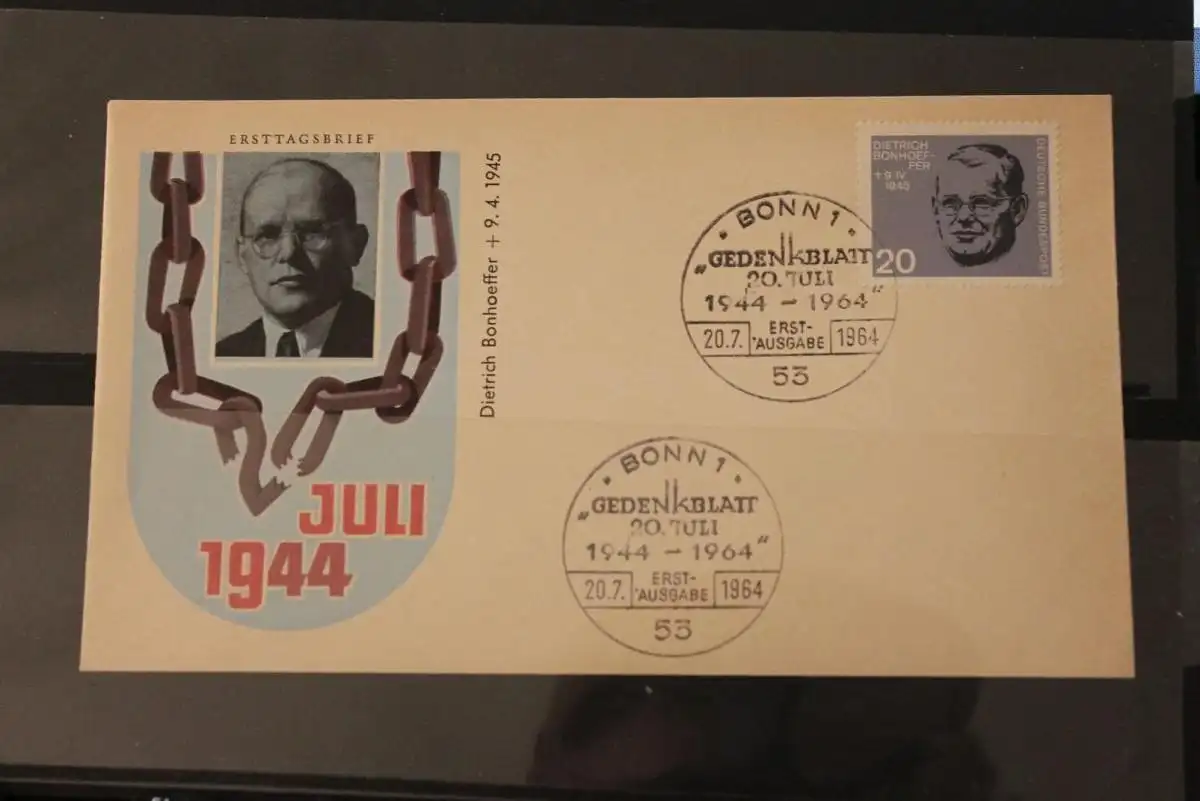 ERSTTAGSBRIEF
Dietrich Bonhoeffer + 9. 4. 1945
JULI
1944
DIETRICH
BONHOEF-
FER
+ 9 IV
1945
20
DEUTSCHE BUNDESPOST
BONN 1
„GEDENKBLATT
20. JULI
1944 – 1964“
20.7. ERST- 1964
AUSGABE
53
BONN 1
„GEDENKBLATT
20. JULI
1944 – 1964“
20.7. ERST- 1964
AUSGABE
53